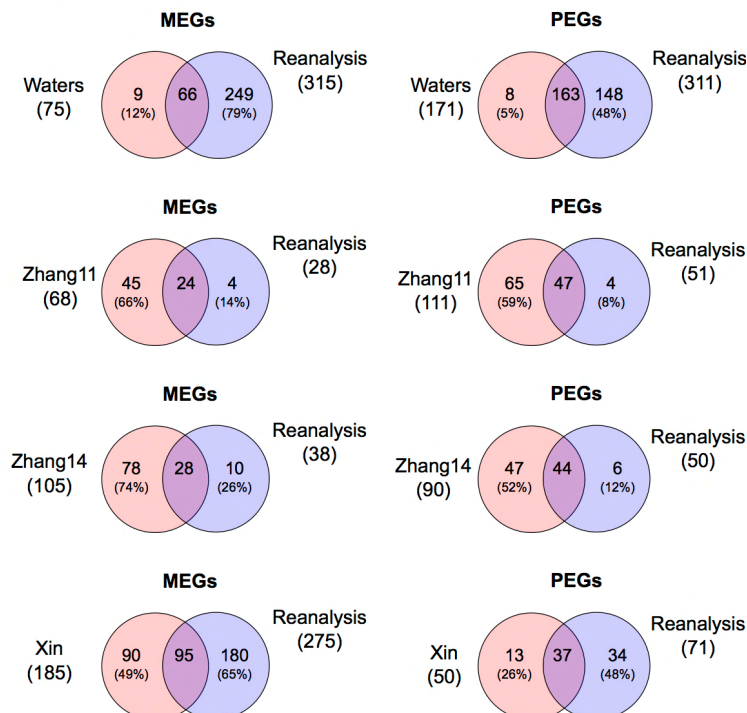 MEGs
Waters
(75)
9
(12%)
66
249
(79%)
Reanalysis
(315)
PEGs
Waters
(171)
8
(5%)
163
148
(48%)
Reanalysis
(311)
MEGs
Zhang11
(68)
45
(66%)
24
4
(14%)
Reanalysis
(28)
PEGs
Zhang11
(111)
65
(59%)
47
4
(8%)
Reanalysis
(51)
MEGs
Zhang14
(105)
78
(74%)
28
10
(26%)
Reanalysis
(38)
PEGs
Zhang14
(90)
47
(52%)
44
6
(12%)
Reanalysis
(50)
MEGs
Xin
(185)
90
(49%)
95
180
(65%)
Reanalysis
(275)
PEGs
Xin
(50)
13
(26%)
37
34
(48%)
Reanalysis
(71)